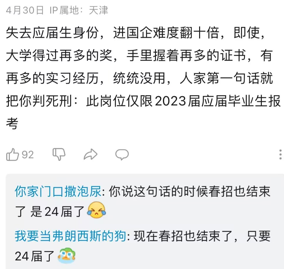 4月30日 IP属地：天津
失去应届生身份，进国企难度翻十倍，即使，
大学得过再多的奖，手里握着再多的证书，有
再多的实习经历，统统没用，人家第一句话就
把你判死刑：此岗位仅限2023届应届毕业生报
考
92
你家门口撒泡尿: 你说这句话的时候春招也结束
了 是24届了😂
我要当弗朗西斯的狗: 现在春招也结束了，只要
24届了